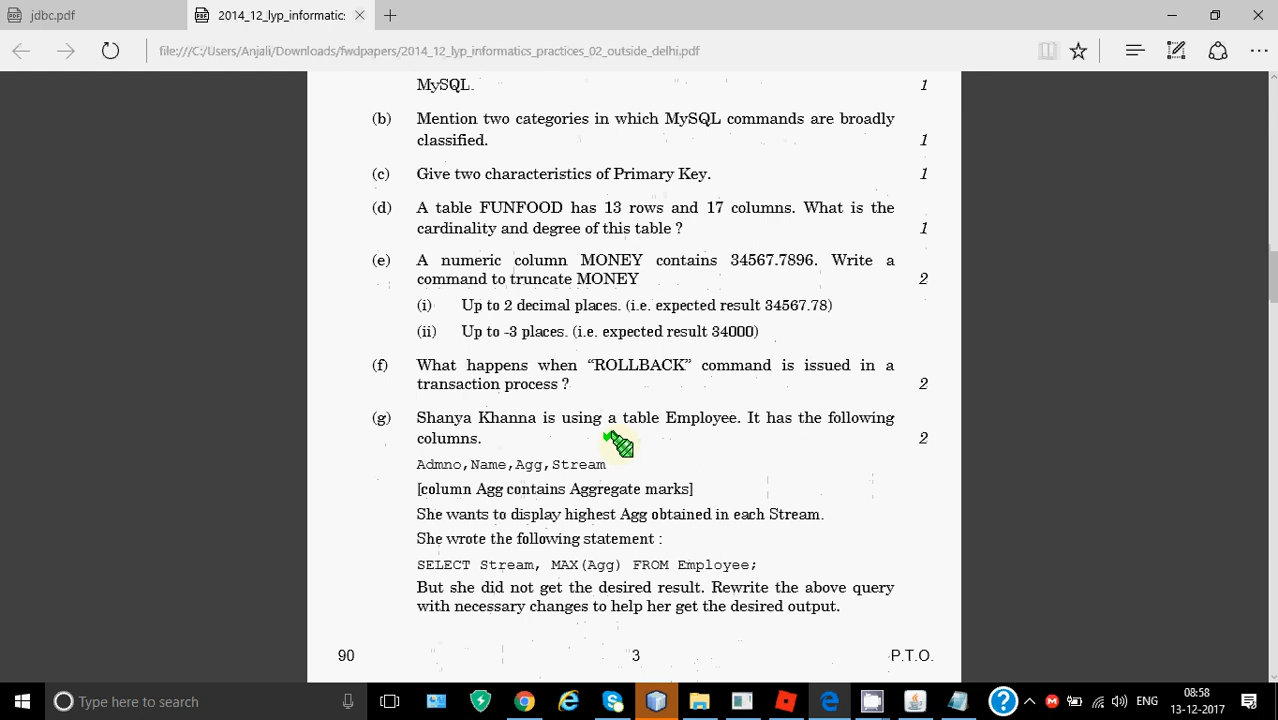 jdbc.pdf
2014_12_lyp_informatic:
file:///C:/Users/Anjali/Downloads/fwdpapers/2014_12_lyp_informatics_practices_02_outside_delhi.pdf
MySQL. 1
(b) Mention two categories in which MySQL commands are broadly
classified. 1
(c) Give two characteristics of Primary Key. 1
(d) A table FUNFOOD has 13 rows and 17 columns. What is the
cardinality and degree of this table ? 1
(e) A numeric column MONEY contains 34567.7896. Write a
command to truncate MONEY 2
(i) Up to 2 decimal places. (i.e. expected result 34567.78)
(ii) Up to -3 places. (i.e. expected result 34000)
(f) What happens when “ROLLBACK” command is issued in a
transaction process ? 2
(g) Shanya Khanna is using a table Employee. It has the following
columns. 2
Admno,Name,Agg,Stream
[column Agg contains Aggregate marks]
She wants to display highest Agg obtained in each Stream.
She wrote the following statement :
SELECT Stream, MAX(Agg) FROM Employee;
But she did not get the desired result. Rewrite the above query
with necessary changes to help her get the desired output.
90 3 P.T.O.
Type here to search
ENG
08:58
13-12-2017